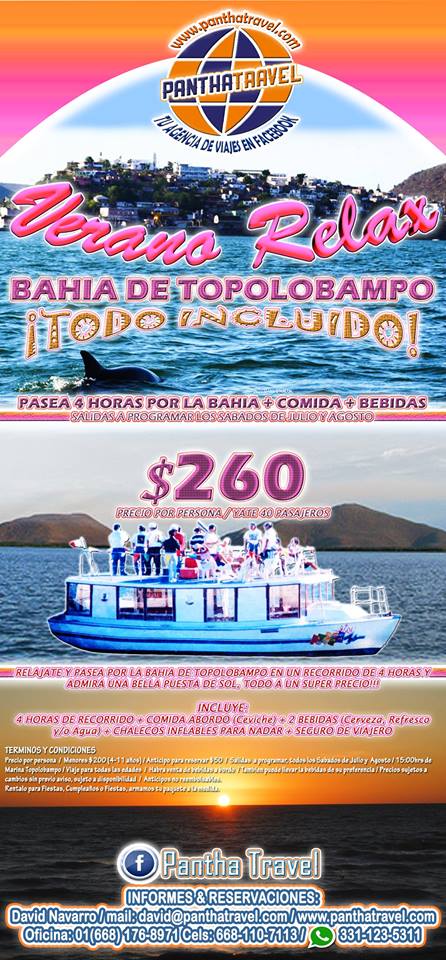 www.panthatravel.com
PANTHATRAVEL
TU AGENCIA DE VIAJES EN FACEBOOK
Verano Relax
BAHIA DE TOPOLOBAMPO
¡TODO INCLUIDO!
PASEA 4 HORAS POR LA BAHIA + COMIDA + BEBIDAS
SALIDAS A PROGRAMAR LOS SABADOS DE JULIO Y AGOSTO
$260
PRECIO POR PERSONA / YATE 40 PASAJEROS
RELAJATE Y PASEA POR LA BAHIA DE TOPOLOBAMPO EN UN RECORRIDO DE 4 HORAS Y
ADMIRA UNA BELLA PUESTA DE SOL, TODO A UN SUPER PRECIO!!!
INCLUYE:
4 HORAS DE RECORRIDO + COMIDA ABORDO (Ceviche) + 2 BEBIDAS (Cerveza, Refresco
y/o Agua) + CHALECOS INFLABLES PARA NADAR + SEGURO DE VIAJERO
TERMINOS Y CONDICIONES
Precio por persona / Menores $200 (4-11 años) / Anticipo para reservar $50 / Salidas a programar, todos los Sabados de Julio y Agosto / 15:00hrs de
Marina Topolobampo / Viaje para todas las edades / Habra venta de bebidas a bordo / Tambien puede llevar la bebidas de su preferencia / Precios sujetos a
cambios sin previo aviso, sujeto a disponibilidad / Anticipos no reembolsables.
Rentalo para Fiestas, Cumpleaños o Fiestas, armamos tu paquete a la medida.
f Pantha Travel
INFORMES & RESERVACIONES:
David Navarro / mail: david@panthatravel.com / www.panthatravel.com
Oficina: 01(668) 176-8971 Cels: 668-110-7113 / 331-123-5311